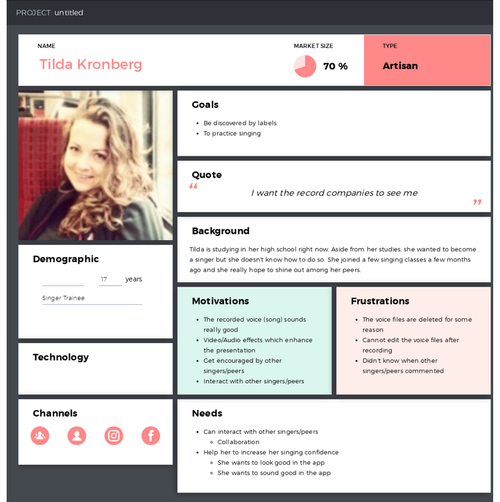 PROJECT: untitled
NAME
Tilda Kronberg
MARKET SIZE
70 %
TYPE
Artisan
Goals
• Be discovered by labels
• To practice singing
Quote
“
I want the record companies to see me
”
Background
Tilda is studying in her high school right now. Aside from her studies, she wanted to become
a singer but she doesn't know how to do so. She joined a few singing classes a few months
ago and she really hope to shine out among her peers.
Demographic
17 years
Singer Trainee
Technology
Channels
Motivations
• The recorded voice (song) sounds
really good
• Video/Audio effects which enhance
the presentation
• Get encouraged by other
singers/peers
• Interact with other singers/peers
Frustrations
• The voice files are deleted for some
reason
• Cannot edit the voice files after
recording
• Didn't know when other
singers/peers commented
Needs
• Can interact with other singers/peers
Collaboration
• Help her to increase her singing confidence
She wants to look good in the app
She wants to sound good in the app